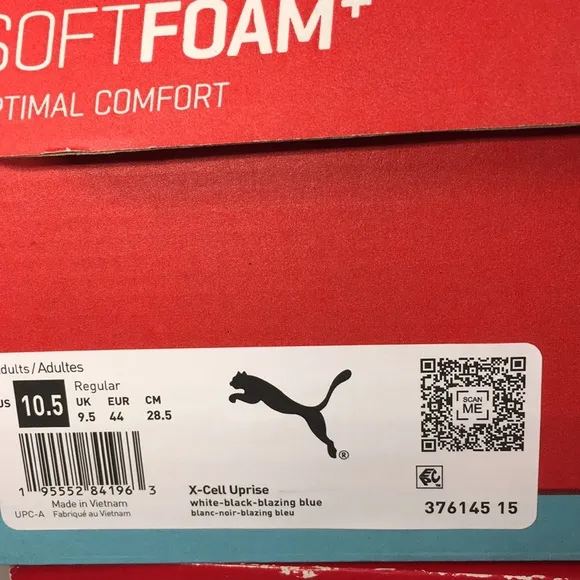 SOFTFOAM+
OPTIMAL COMFORT
Adults/Adultes
Regular
US 10.5 UK EUR CM
9.5 44 28.5
SCAN
ME
1 95552 84196 3
Made in Vietnam
UPC-A Fabriqué au Vietnam
X-Cell Uprise
white-black-blazing blue
blanc-noir-blazing bleu
®
376145 15